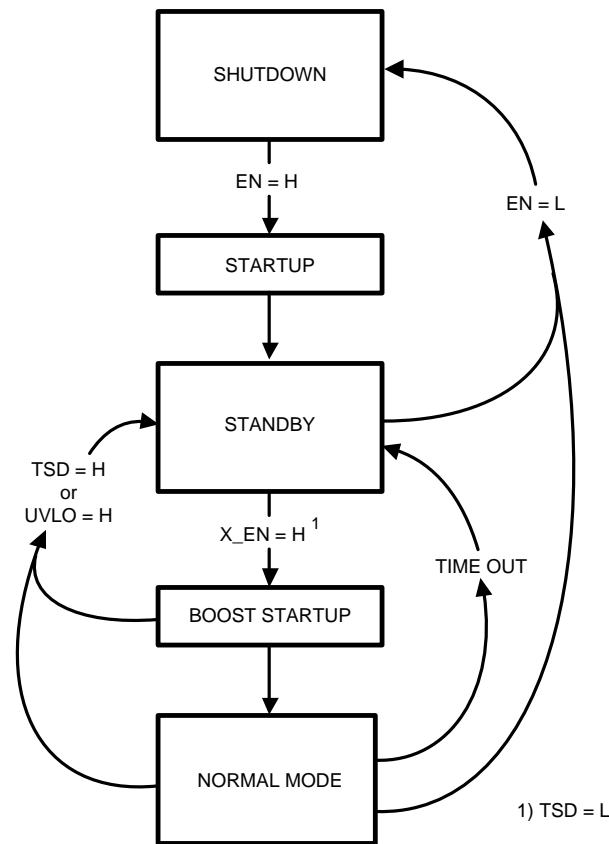 SHUTDOWN
EN = H
EN = L
STARTUP
STANDBY
TSD = H
or
UVLO = H
X_EN = H 1
TIME OUT
BOOST STARTUP
NORMAL MODE
1) TSD = L